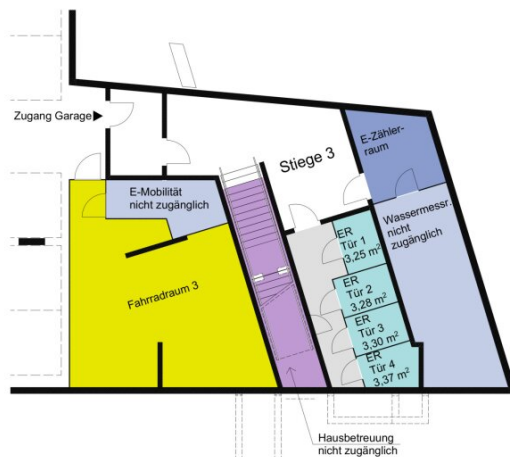 Zugang Garage
E-Mobilität
nicht zugänglich
Stiege 3
E-Zähler-
raum
Wassermessr.
nicht
zugänglich
Fahrradraum 3
ER
Tür 1
3,25 m²
ER
Tür 2
3,28 m²
ER
Tür 3
3,30 m²
ER
Tür 4
3,37 m²
Hausbetreuung
nicht zugänglich